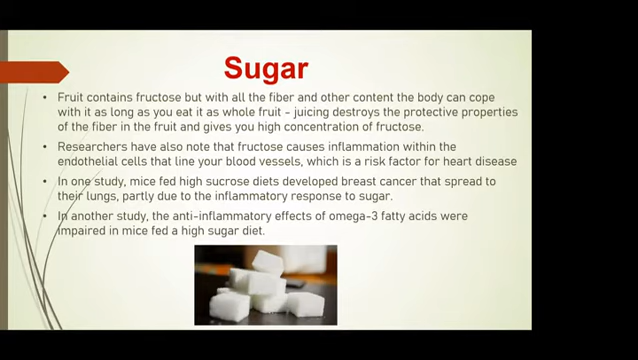 Sugar
• Fruit contains fructose but with all the fiber and other content the body can cope
with it as long as you eat it as whole fruit - juicing destroys the protective properties
of the fiber in the fruit and gives you high concentration of fructose.
• Researchers have also note that fructose causes inflammation within the
endothelial cells that line your blood vessels, which is a risk factor for heart disease
• In one study, mice fed high sucrose diets developed breast cancer that spread to
their lungs, partly due to the inflammatory response to sugar.
• In another study, the anti-inflammatory effects of omega-3 fatty acids were
impaired in mice fed a high sugar diet.